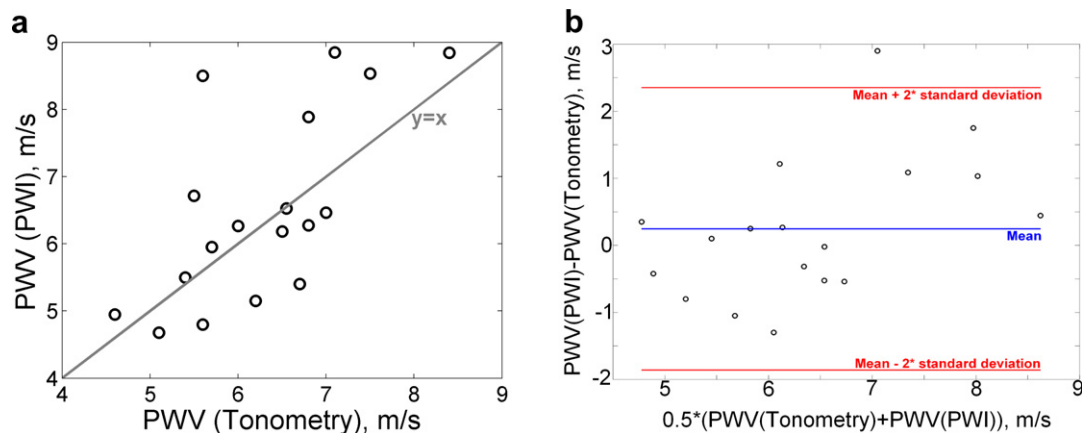 a
9
8
7
6
5
4
PWV (PWI), m/s
y=x
4 5 6 7 8 9
PWV (Tonometry), m/s
b
3
2
1
0
-1
-2
PWV(PWI)-PWV(Tonometry), m/s
Mean + 2* standard deviation
Mean
Mean - 2* standard deviation
5 6 7 8 9
0.5*(PWV(Tonometry)+PWV(PWI)), m/s